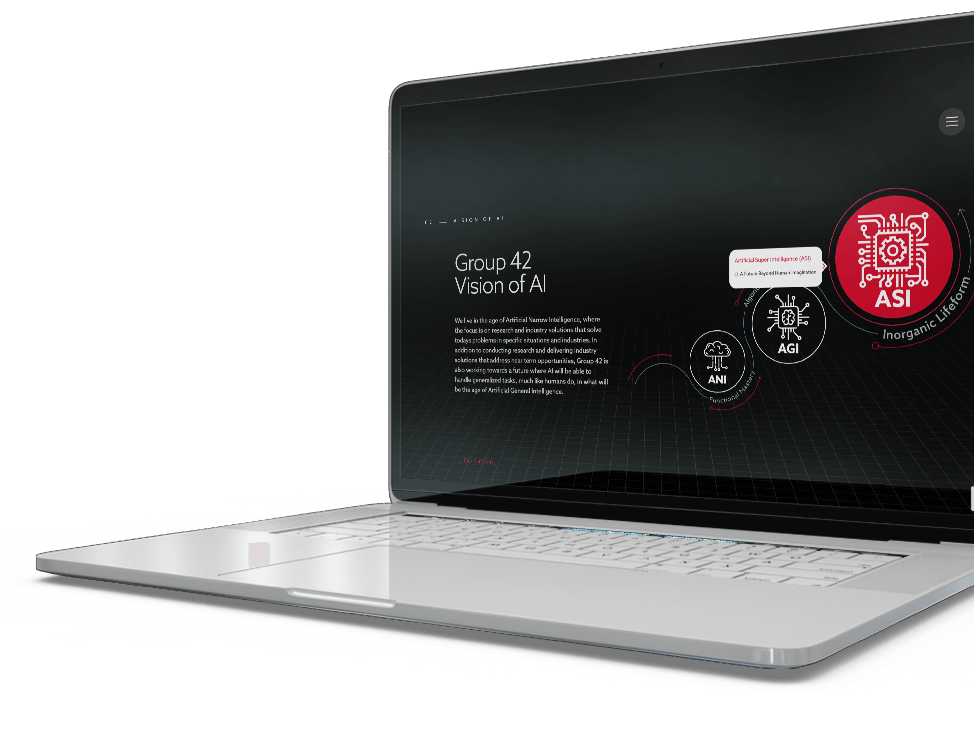 VISION OF AI
Group 42
Vision of AI
We live in the age of Artificial Narrow Intelligence, where
the focus is on research and industry solutions that solve
todays problems in specific situations and industries. In
addition to conducting research and delivering industry
solutions that address near term opportunities, Group 42 is
also working towards a future where AI will be able to
handle generalized tasks, much like humans do, in what will
be the age of Artificial General Intelligence.
Artificial Super Intelligence (ASI)
A Future Beyond Human Imagination
ASI
Inorganic Lifeform
AGI
ANI
Functional Mastery